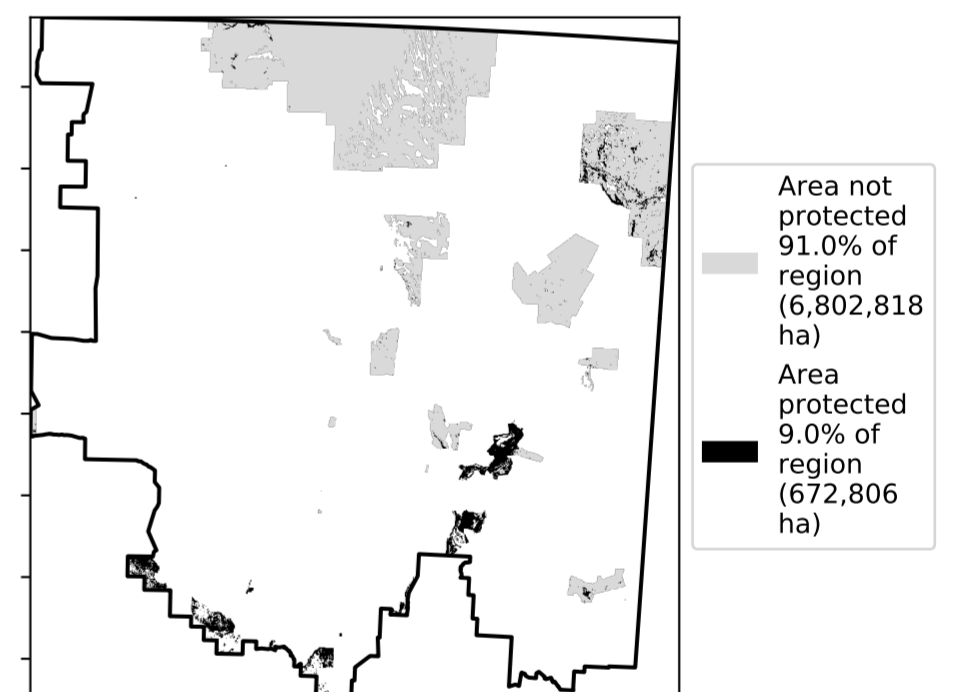 Area not
protected
91.0% of
region
(6,802,818
ha)
Area
protected
9.0% of
region
(672,806
ha)